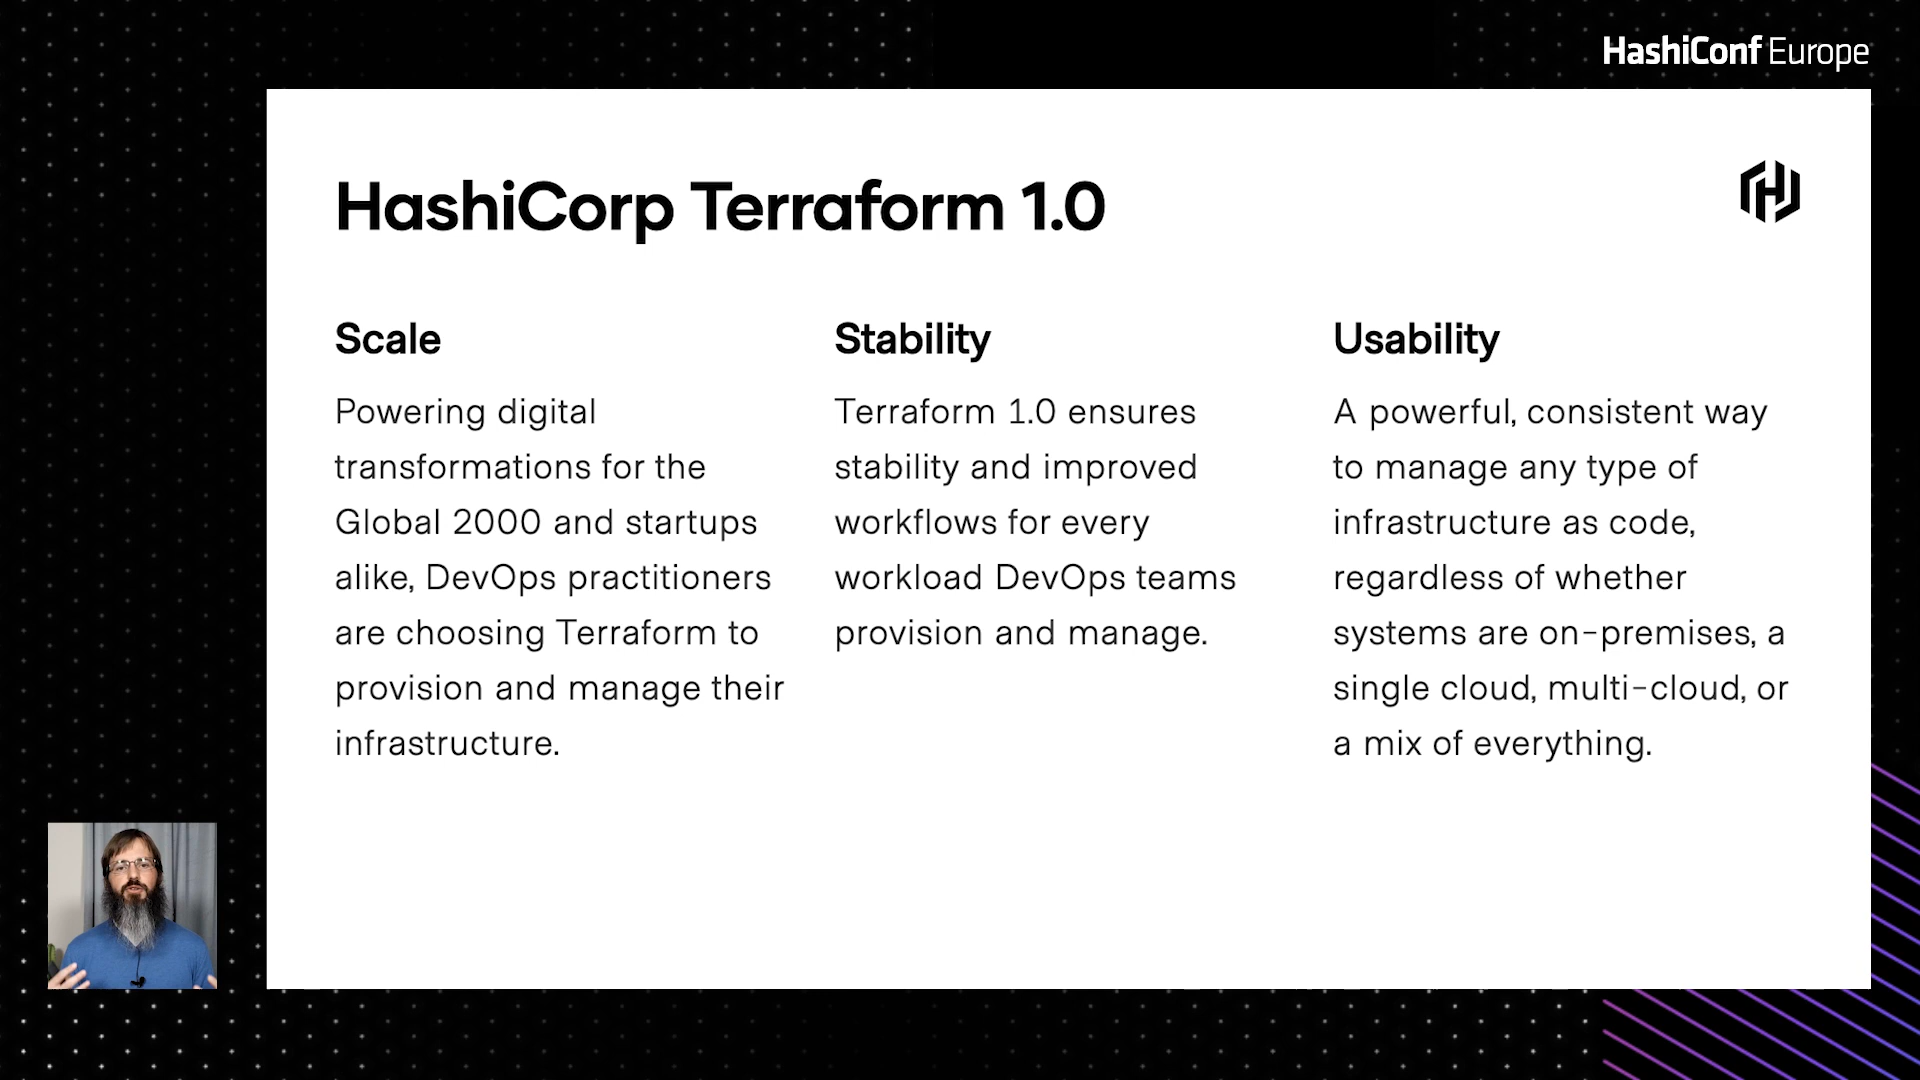 HashiConf Europe
HashiCorp Terraform 1.0
Scale
Powering digital
transformations for the
Global 2000 and startups
alike, DevOps practitioners
are choosing Terraform to
provision and manage their
infrastructure.
Stability
Terraform 1.0 ensures
stability and improved
workflows for every
workload DevOps teams
provision and manage.
Usability
A powerful, consistent way
to manage any type of
infrastructure as code,
regardless of whether
systems are on-premises, a
single cloud, multi-cloud, or
a mix of everything.